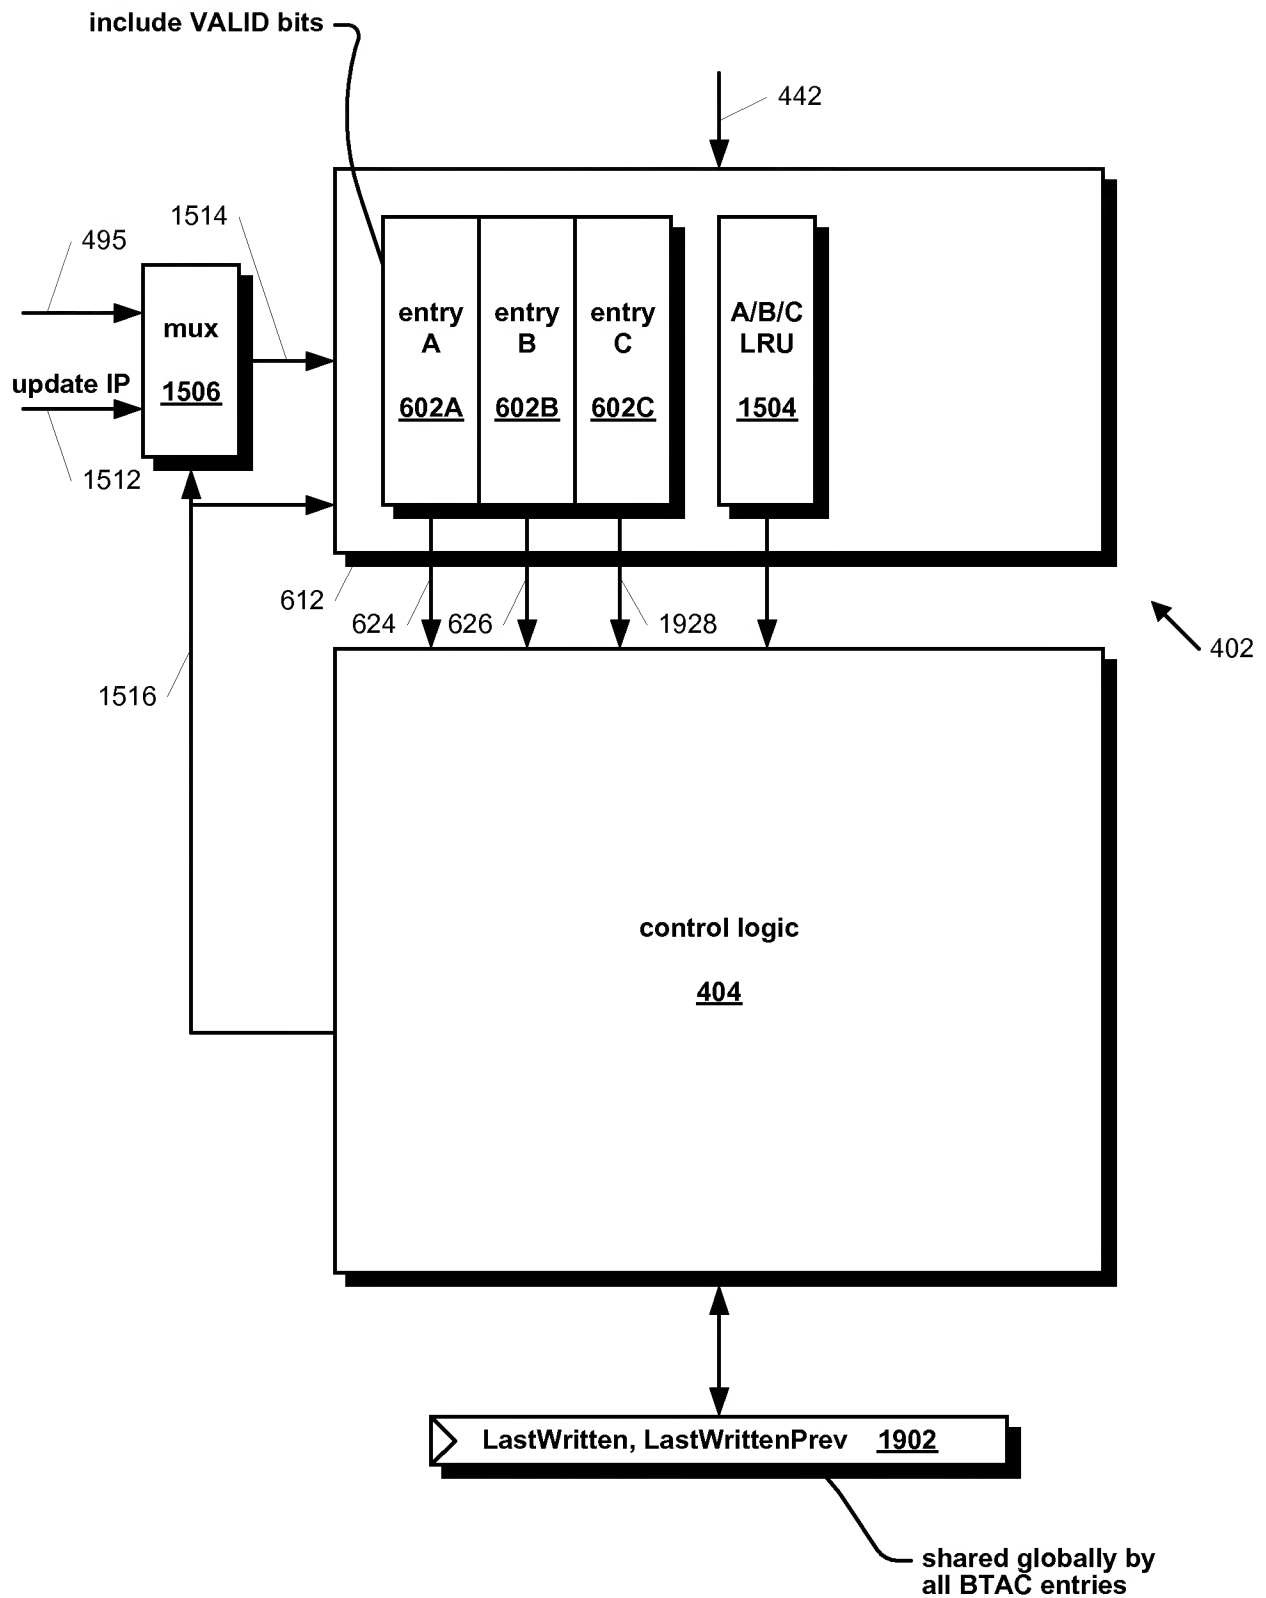 include VALID bits
442
1514
495
mux
1506
update IP
1512
entry
A
602A
entry
B
602B
entry
C
602C
A/B/C
LRU
1504
612
624
626
1928
402
1516
control logic
404
LastWritten, LastWrittenPrev 1902
shared globally by
all BTAC entries